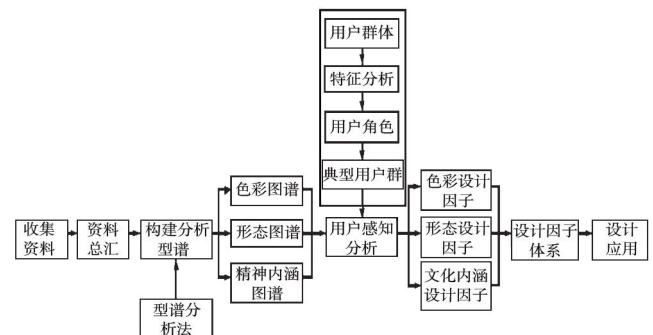 用户群体
特征分析
用户角色
典型用户群
收集
资料
资料
总汇
构建分析
型谱
型谱分
析法
色彩图谱
形态图谱
精神内涵
图谱
用户感知
分析
色彩设计
因子
形态设计
因子
文化内涵
设计因子
设计因子
体系
设计
应用